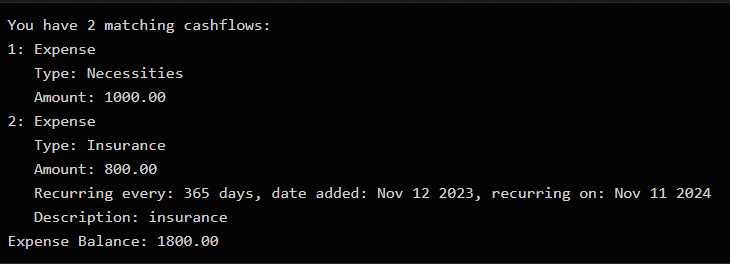 You have 2 matching cashflows:
1: Expense
Type: Necessities
Amount: 1000.00
2: Expense
Type: Insurance
Amount: 800.00
Recurring every: 365 days, date added: Nov 12 2023, recurring on: Nov 11 2024
Description: insurance
Expense Balance: 1800.00